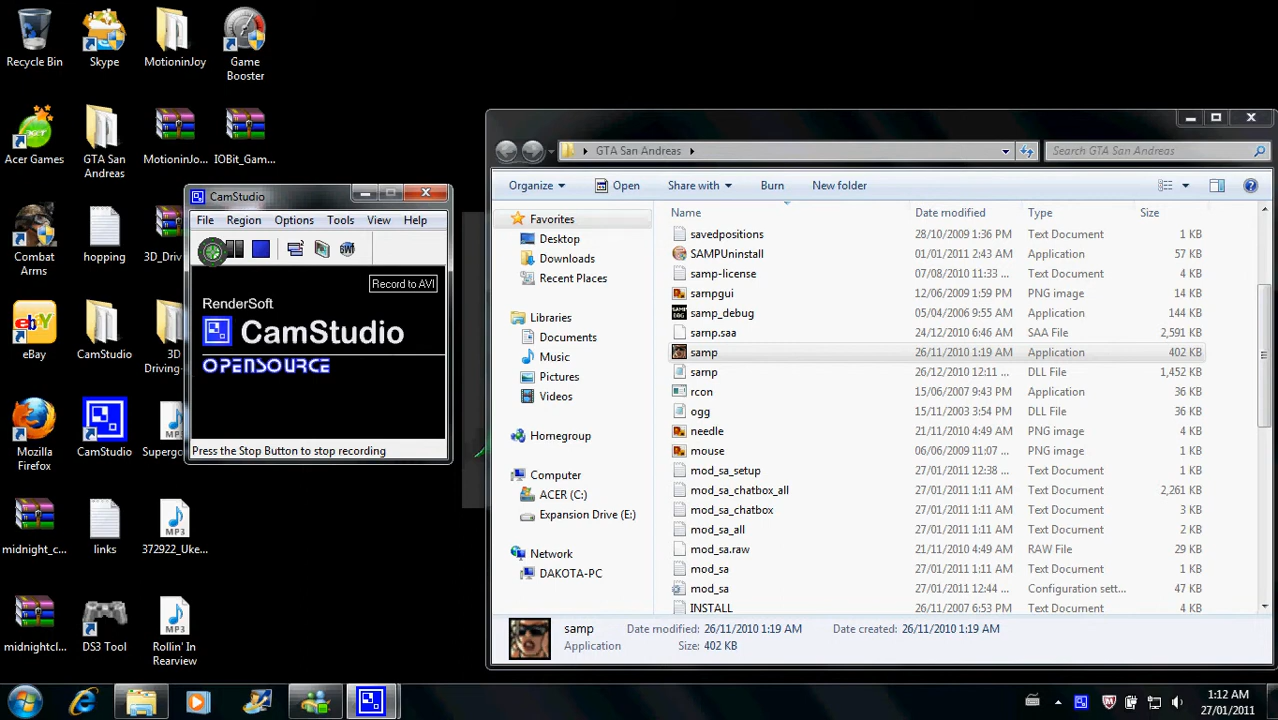 Recycle Bin
Skype
MotioninJoy
Game
Booster
Acer Games
GTA San
Andreas
MotioninJo...
IOBit_Gam...
Combat
Arms
hopping
3D_Dri
eBay
CamStudio
3D
Driving-
Mozilla
Firefox
CamStudio
Superg
midnight_c...
links
372922_Uke...
midnightcl...
DS3 Tool
Rollin' In
Rearview
CamStudio
File Region Options Tools View Help
Record to AVI
RenderSoft
CamStudio
OPENSOURCE
Press the Stop Button to stop recording
GTA San Andreas
Search GTA San Andreas
Organize Open Share with Burn New folder
Favorites
Desktop
Downloads
Recent Places
Libraries
Documents
Music
Pictures
Videos
Homegroup
Computer
ACER (C:)
Expansion Drive (E:)
Network
DAKOTA-PC
Name Date modified Type Size
savedpositions 28/10/2009 1:36 PM Text Document 1 KB
SAMPUninstall 01/01/2011 2:43 AM Application 57 KB
samp-license 07/08/2010 11:33 ... Text Document 4 KB
sampgui 12/06/2009 1:59 PM PNG image 14 KB
samp_debug 05/04/2006 9:55 AM Application 144 KB
samp.saa 24/12/2010 6:46 AM SAA File 2,591 KB
samp 26/11/2010 1:19 AM Application 402 KB
samp 26/12/2010 12:11 ... DLL File 1,452 KB
rcon 15/06/2007 9:43 PM Application 36 KB
ogg 15/11/2003 3:54 PM DLL File 36 KB
needle 21/11/2010 4:49 AM PNG image 1 KB
mouse 06/06/2009 11:07 ... PNG image 1 KB
mod_sa_setup 27/01/2011 12:38 ... Text Document 1 KB
mod_sa_chatbox_all 27/01/2011 1:11 AM Text Document 2,261 KB
mod_sa_chatbox 27/01/2011 1:11 AM Text Document 3 KB
mod_sa_all 27/01/2011 1:11 AM Text Document 2 KB
mod_sa.raw 21/11/2010 4:49 AM RAW File 29 KB
mod_sa 27/01/2011 1:11 AM Text Document 1 KB
mod_sa 27/01/2011 12:44 ... Configuration sett... 47 KB
INSTALL 26/11/2007 6:53 PM Text Document 4 KB
samp Date modified: 26/11/2010 1:19 AM Date created: 26/11/2010 1:19 AM
Application Size: 402 KB
1:12 AM
27/01/2011